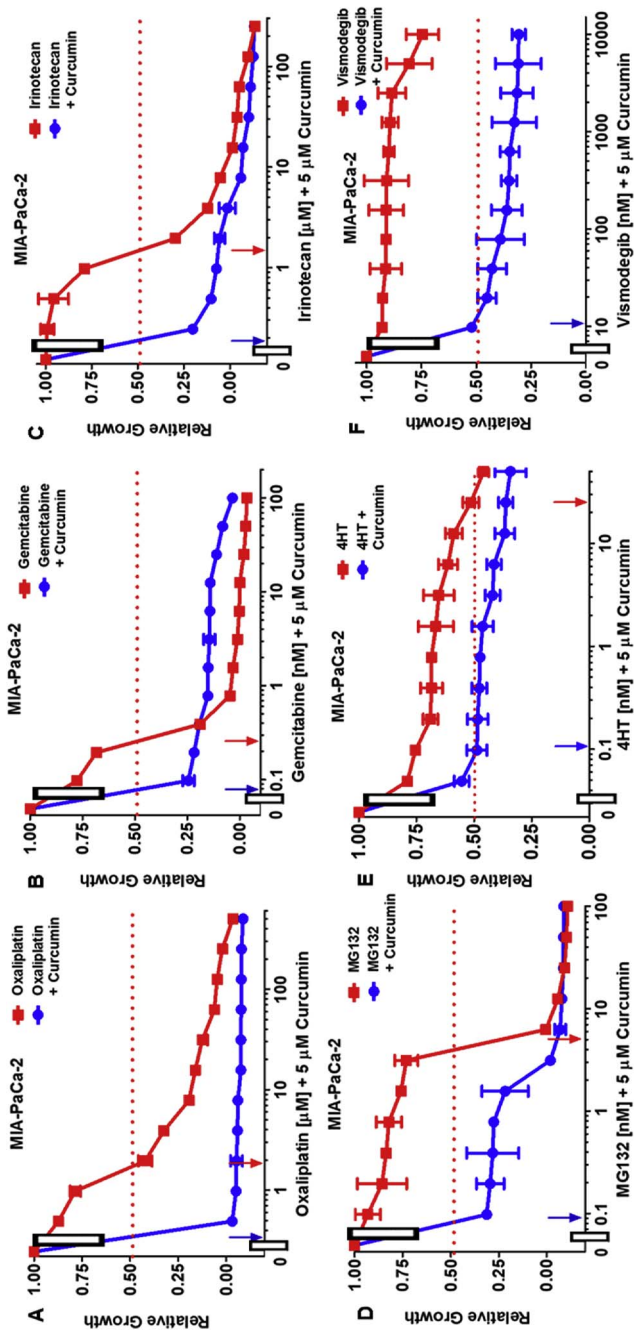 A
MIA-PaCa-2
Oxaliplatin
Oxaliplatin
+ Curcumin
Relative Growth
1.00
0.75
0.50
0.25
0.00
0
1
10
100
Oxaliplatin [µM] + 5 µM Curcumin
B
MIA-PaCa-2
Gemcitabine
Gemcitabine
+ Curcumin
Relative Growth
1.00
0.75
0.50
0.25
0.00
0
0.1
1
10
100
Gemcitabine [nM] + 5 µM Curcumin
C
MIA-PaCa-2
Irinotecan
Irinotecan
+ Curcumin
Relative Growth
1.00
0.75
0.50
0.25
0.00
0
1
10
100
Irinotecan [µM] + 5 µM Curcumin
D
MIA-PaCa-2
MG132
MG132
+ Curcumin
Relative Growth
1.00
0.75
0.50
0.25
0.00
0
0.1
1
10
100
MG132 [nM] + 5 µM Curcumin
E
MIA-PaCa-2
4HT
4HT +
Curcumin
Relative Growth
1.00
0.75
0.50
0.25
0.00
0
0.1
1
10
4HT [nM] + 5 µM Curcumin
F
MIA-PaCa-2
Vismodegib
Vismodegib
+ Curcumin
Relative Growth
1.00
0.75
0.50
0.25
0.00
0
10
100
1000
10000
Vismodegib [nM] + 5 µM Curcumin